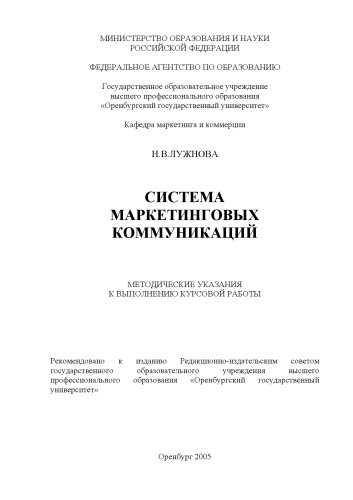 МИНИСТЕРСТВО ОБРАЗОВАНИЯ И НАУКИ
РОССИЙСКОЙ ФЕДЕРАЦИИ
ФЕДЕРАЛЬНОЕ АГЕНТСТВО ПО ОБРАЗОВАНИЮ
Государственное образовательное учреждение
высшего профессионального образования
«Оренбургский государственный университет»
Кафедра маркетинга и коммерции
Н.В.ЛУЖНОВА
СИСТЕМА
МАРКЕТИНГОВЫХ
КОММУНИКАЦИЙ
МЕТОДИЧЕСКИЕ УКАЗАНИЯ
К ВЫПОЛНЕНИЮ КУРСОВОЙ РАБОТЫ
Рекомендовано к изданию Редакционно-издательским советом
государственного образовательного учреждения высшего
профессионального образования «Оренбургский государственный
университет»
Оренбург 2005